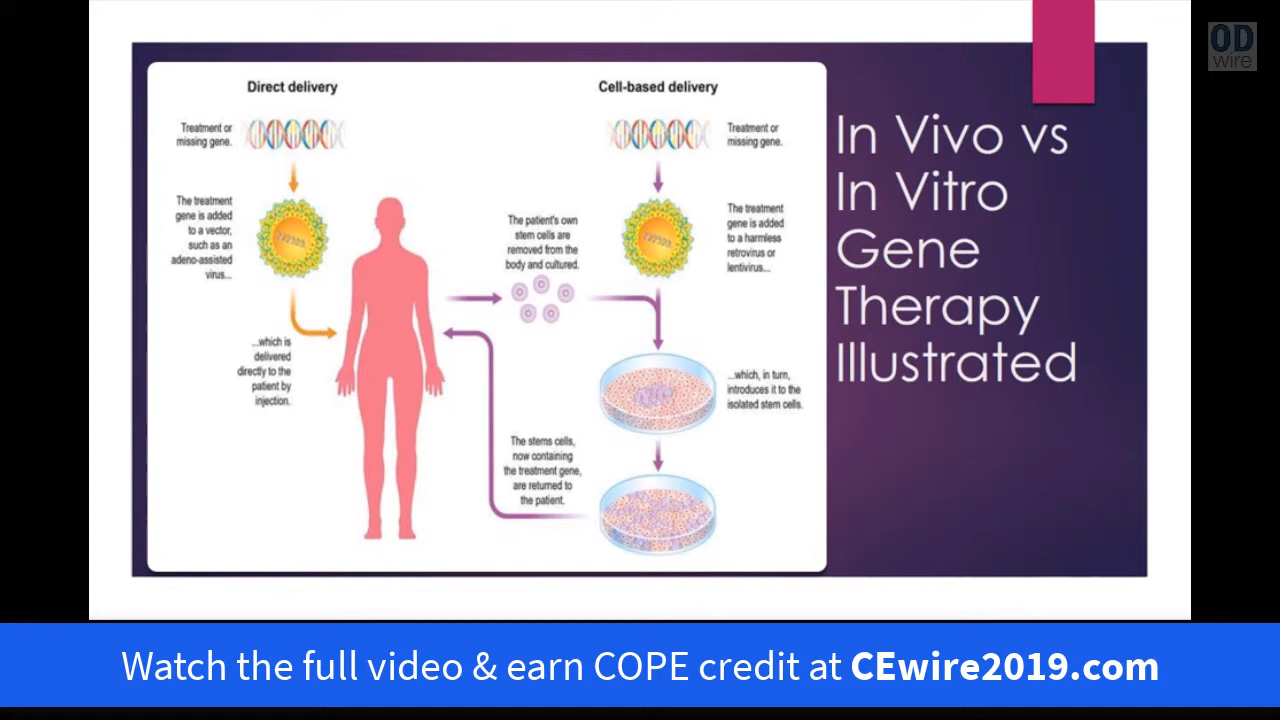 OD
wire
In Vivo vs
In Vitro
Gene
Therapy
Illustrated
Direct delivery
Treatment or
missing gene.
The treatment
gene is added
to a vector,
such as an
adeno-assisted
virus...
...which is
delivered
directly to the
patient by
injection.
Cell-based delivery
Treatment or
missing gene.
The treatment
gene is added
to a harmless
retrovirus or
lentivirus...
The patient's own
stem cells are
removed from the
body and cultured.
...which, in turn,
introduces it to the
isolated stem cells.
The stems cells,
now containing
the treatment gene,
are returned to
the patient.
Watch the full video & earn COPE credit at CEwire2019.com